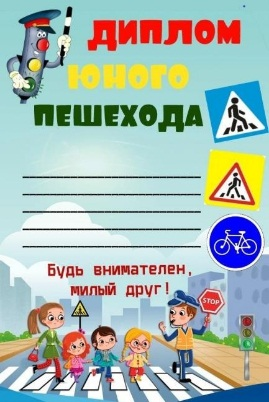 ДИПЛОМ
ЮНОГО
ПЕШЕХОДА
Будь внимателен,
милый друг!
STOP